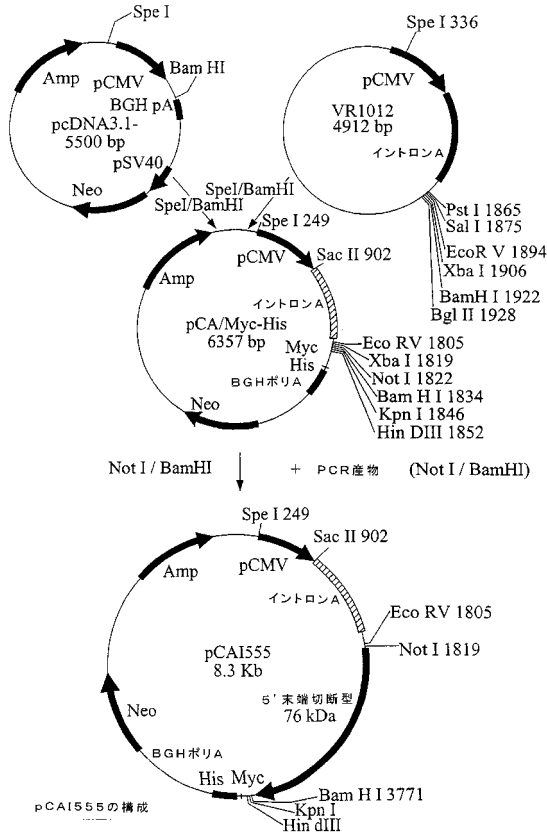 Spe I
Amp
pCMV
Bam HI
BGH pA
pcDNA3.1-
5500 bp
pSV40
Neo
SpeI/BamHI
Spe I 336
pCMV
VR1012
4912 bp
イントロンA
SpeI/BamHI
Pst I 1865
Sal I 1875
EcoR V 1894
Xba I 1906
BamH I 1922
Bgl II 1928
Spe I 249
pCMV
Sac II 902
Amp
イントロンA
pCA/Myc-His
6357 bp
Myc
His
BGHポリA
Neo
Eco RV 1805
Xba I 1819
Not I 1822
Bam H I 1834
Kpn I 1846
Hin DIII 1852
Not I / BamHI
+ PCR産物 (Not I / BamHI)
Spe I 249
Sac II 902
pCMV
Amp
イントロンA
Eco RV 1805
Not I 1819
pCAI555
8.3 Kb
5'末端切断型
76 kDa
Neo
BGHポリA
His Myc
Bam H I 3771
Kpn I
Hin dIII
pCAI555の構成